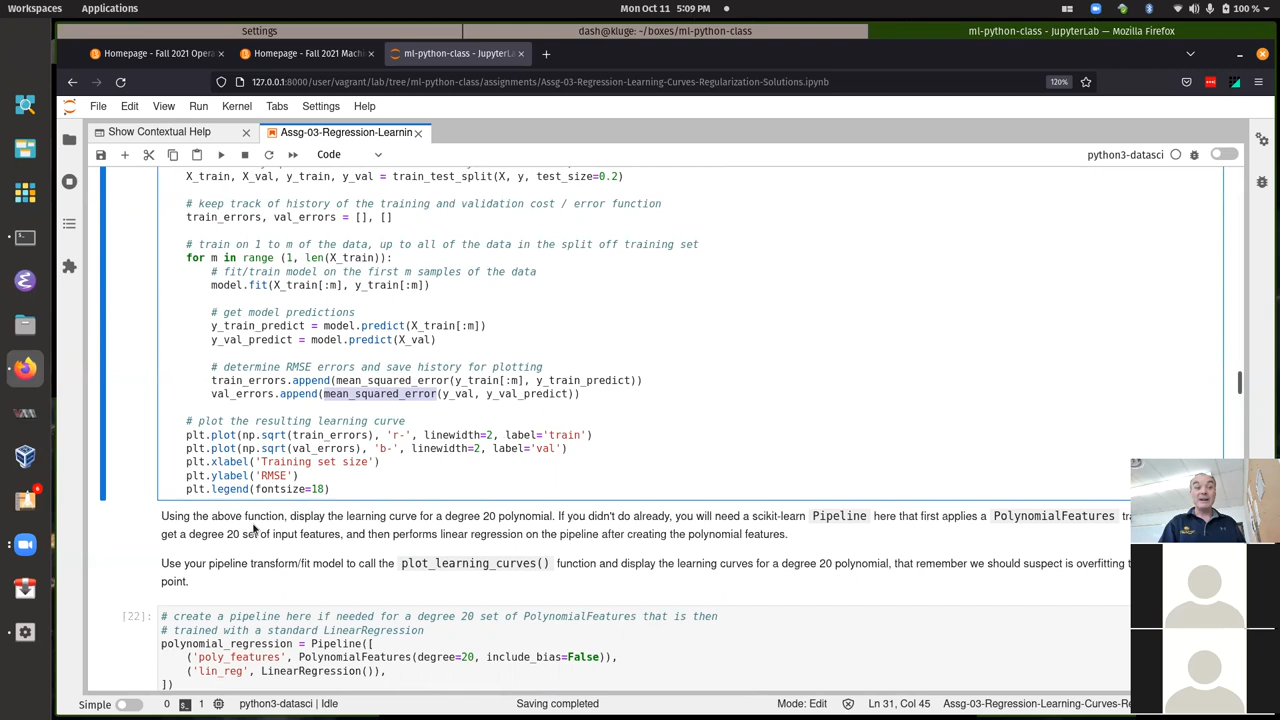 Workspaces
Applications
Mon Oct 11 5:09 PM
100 %
Settings
dash@kluge: ~/boxes/ml-python-class
ml-python-class - JupyterLab — Mozilla Firefox
Homepage - Fall 2021 Opera
Homepage - Fall 2021 Machi
ml-python-class - JupyterLa
127.0.0.1:8000/user/vagrant/lab/tree/ml-python-class/assignments/Assg-03-Regression-Learning-Curves-Regularization-Solutions.ipynb
120%
File Edit View Run Kernel Tabs Settings Help
Show Contextual Help
Assg-03-Regression-Learnin
Code
python3-datasci
X_train, X_val, y_train, y_val = train_test_split(X, y, test_size=0.2)
# keep track of history of the training and validation cost / error function
train_errors, val_errors = [], []
# train on 1 to m of the data, up to all of the data in the split off training set
for m in range (1, len(X_train)):
# fit/train model on the first m samples of the data
model.fit(X_train[:m], y_train[:m])
# get model predictions
y_train_predict = model.predict(X_train[:m])
y_val_predict = model.predict(X_val)
# determine RMSE errors and save history for plotting
train_errors.append(mean_squared_error(y_train[:m], y_train_predict))
val_errors.append(mean_squared_error(y_val, y_val_predict))
# plot the resulting learning curve
plt.plot(np.sqrt(train_errors), 'r-', linewidth=2, label='train')
plt.plot(np.sqrt(val_errors), 'b-', linewidth=2, label='val')
plt.xlabel('Training set size')
plt.ylabel('RMSE')
plt.legend(fontsize=18)
Using the above function, display the learning curve for a degree 20 polynomial. If you didn't do already, you will need a scikit-learn Pipeline here that first applies a PolynomialFeatures tra
get a degree 20 set of input features, and then performs linear regression on the pipeline after creating the polynomial features.
Use your pipeline transform/fit model to call the plot_learning_curves() function and display the learning curves for a degree 20 polynomial, that remember we should suspect is overfitting t
point.
[22]:
# create a pipeline here if needed for a degree 20 set of PolynomialFeatures that is then
# trained with a standard LinearRegression
polynomial_regression = Pipeline([
('poly_features', PolynomialFeatures(degree=20, include_bias=False)),
('lin_reg', LinearRegression()),
])
Simple 0 1 python3-datasci | Idle
Saving completed
Mode: Edit
Ln 31, Col 45
Assg-03-Regression-Learning-Curves-Re